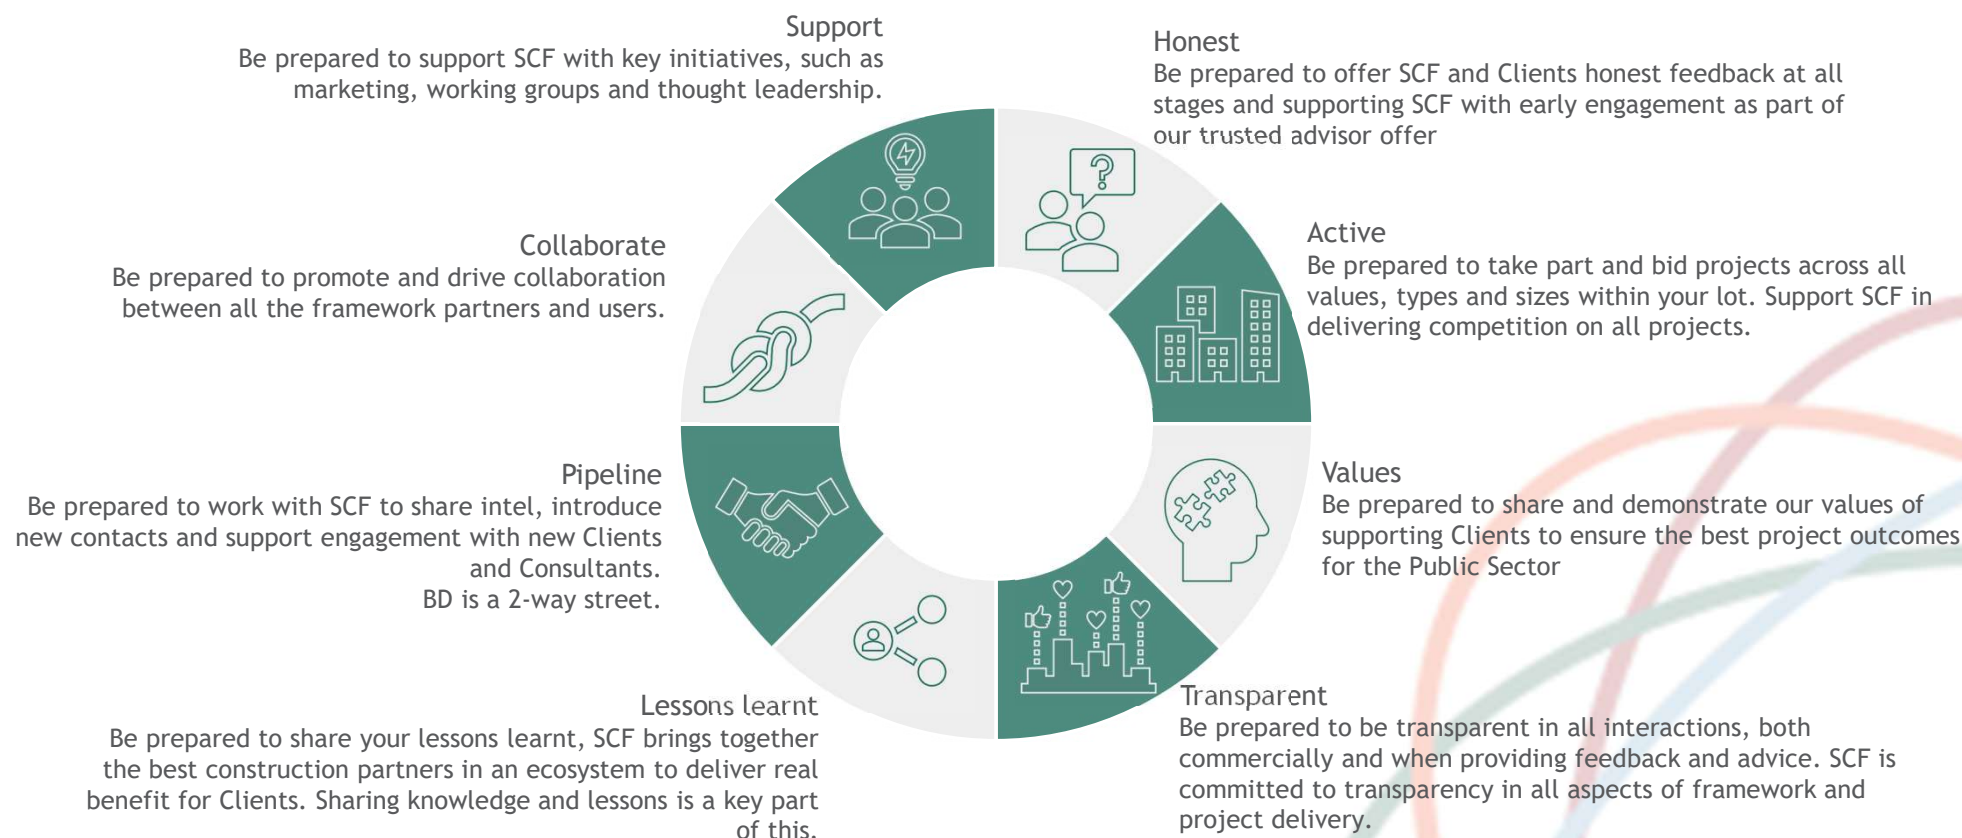 Support
Be prepared to support SCF with key initiatives, such as
marketing, working groups and thought leadership.
Honest
Be prepared to offer SCF and Clients honest feedback at all
stages and supporting SCF with early engagement as part of
our trusted advisor offer
Active
Be prepared to take part and bid projects across all
values, types and sizes within your lot. Support SCF in
delivering competition on all projects.
Values
Be prepared to share and demonstrate our values of
supporting Clients to ensure the best project outcomes
for the Public Sector
Transparent
Be prepared to be transparent in all interactions, both
commercially and when providing feedback and advice. SCF is
committed to transparency in all aspects of framework and
project delivery.
Lessons learnt
Be prepared to share your lessons learnt, SCF brings together
the best construction partners in an ecosystem to deliver real
benefit for Clients. Sharing knowledge and lessons is a key part
of this.
Pipeline
Be prepared to work with SCF to share intel, introduce
new contacts and support engagement with new Clients
and Consultants.
BD is a 2-way street.
Collaborate
Be prepared to promote and drive collaboration
between all the framework partners and users.
?